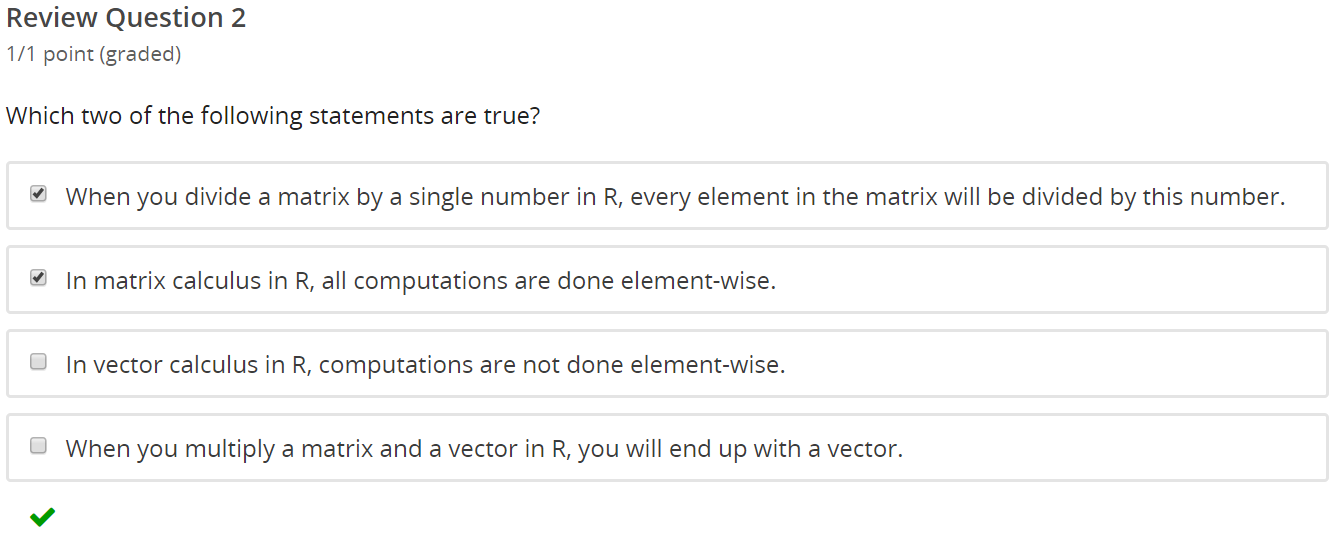 Review Question 2
1/1 point (graded)
Which two of the following statements are true?
When you divide a matrix by a single number in R, every element in the matrix will be divided by this number.
In matrix calculus in R, all computations are done element-wise.
In vector calculus in R, computations are not done element-wise.
When you multiply a matrix and a vector in R, you will end up with a vector.